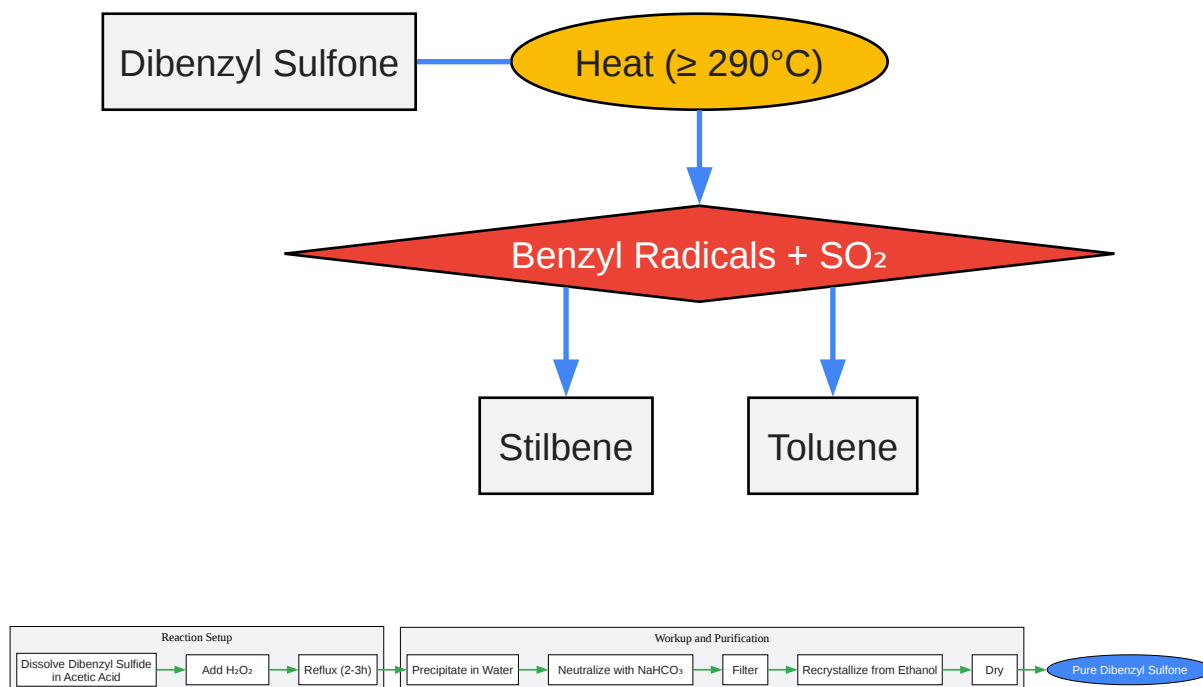 Dibenzyl Sulfone
Heat (≥ 290°C)
Benzyl Radicals + SO₂
Stilbene
Toluene
Reaction Setup
Workup and Purification
Dissolve Dibenzyl Sulfide
in Acetic Acid
Add H₂O₂
Reflux (2-3h)
Precipitate in Water
Neutralize with NaHCO₃
Filter
Recrystallize from Ethanol
Dry
Pure Dibenzyl Sulfone